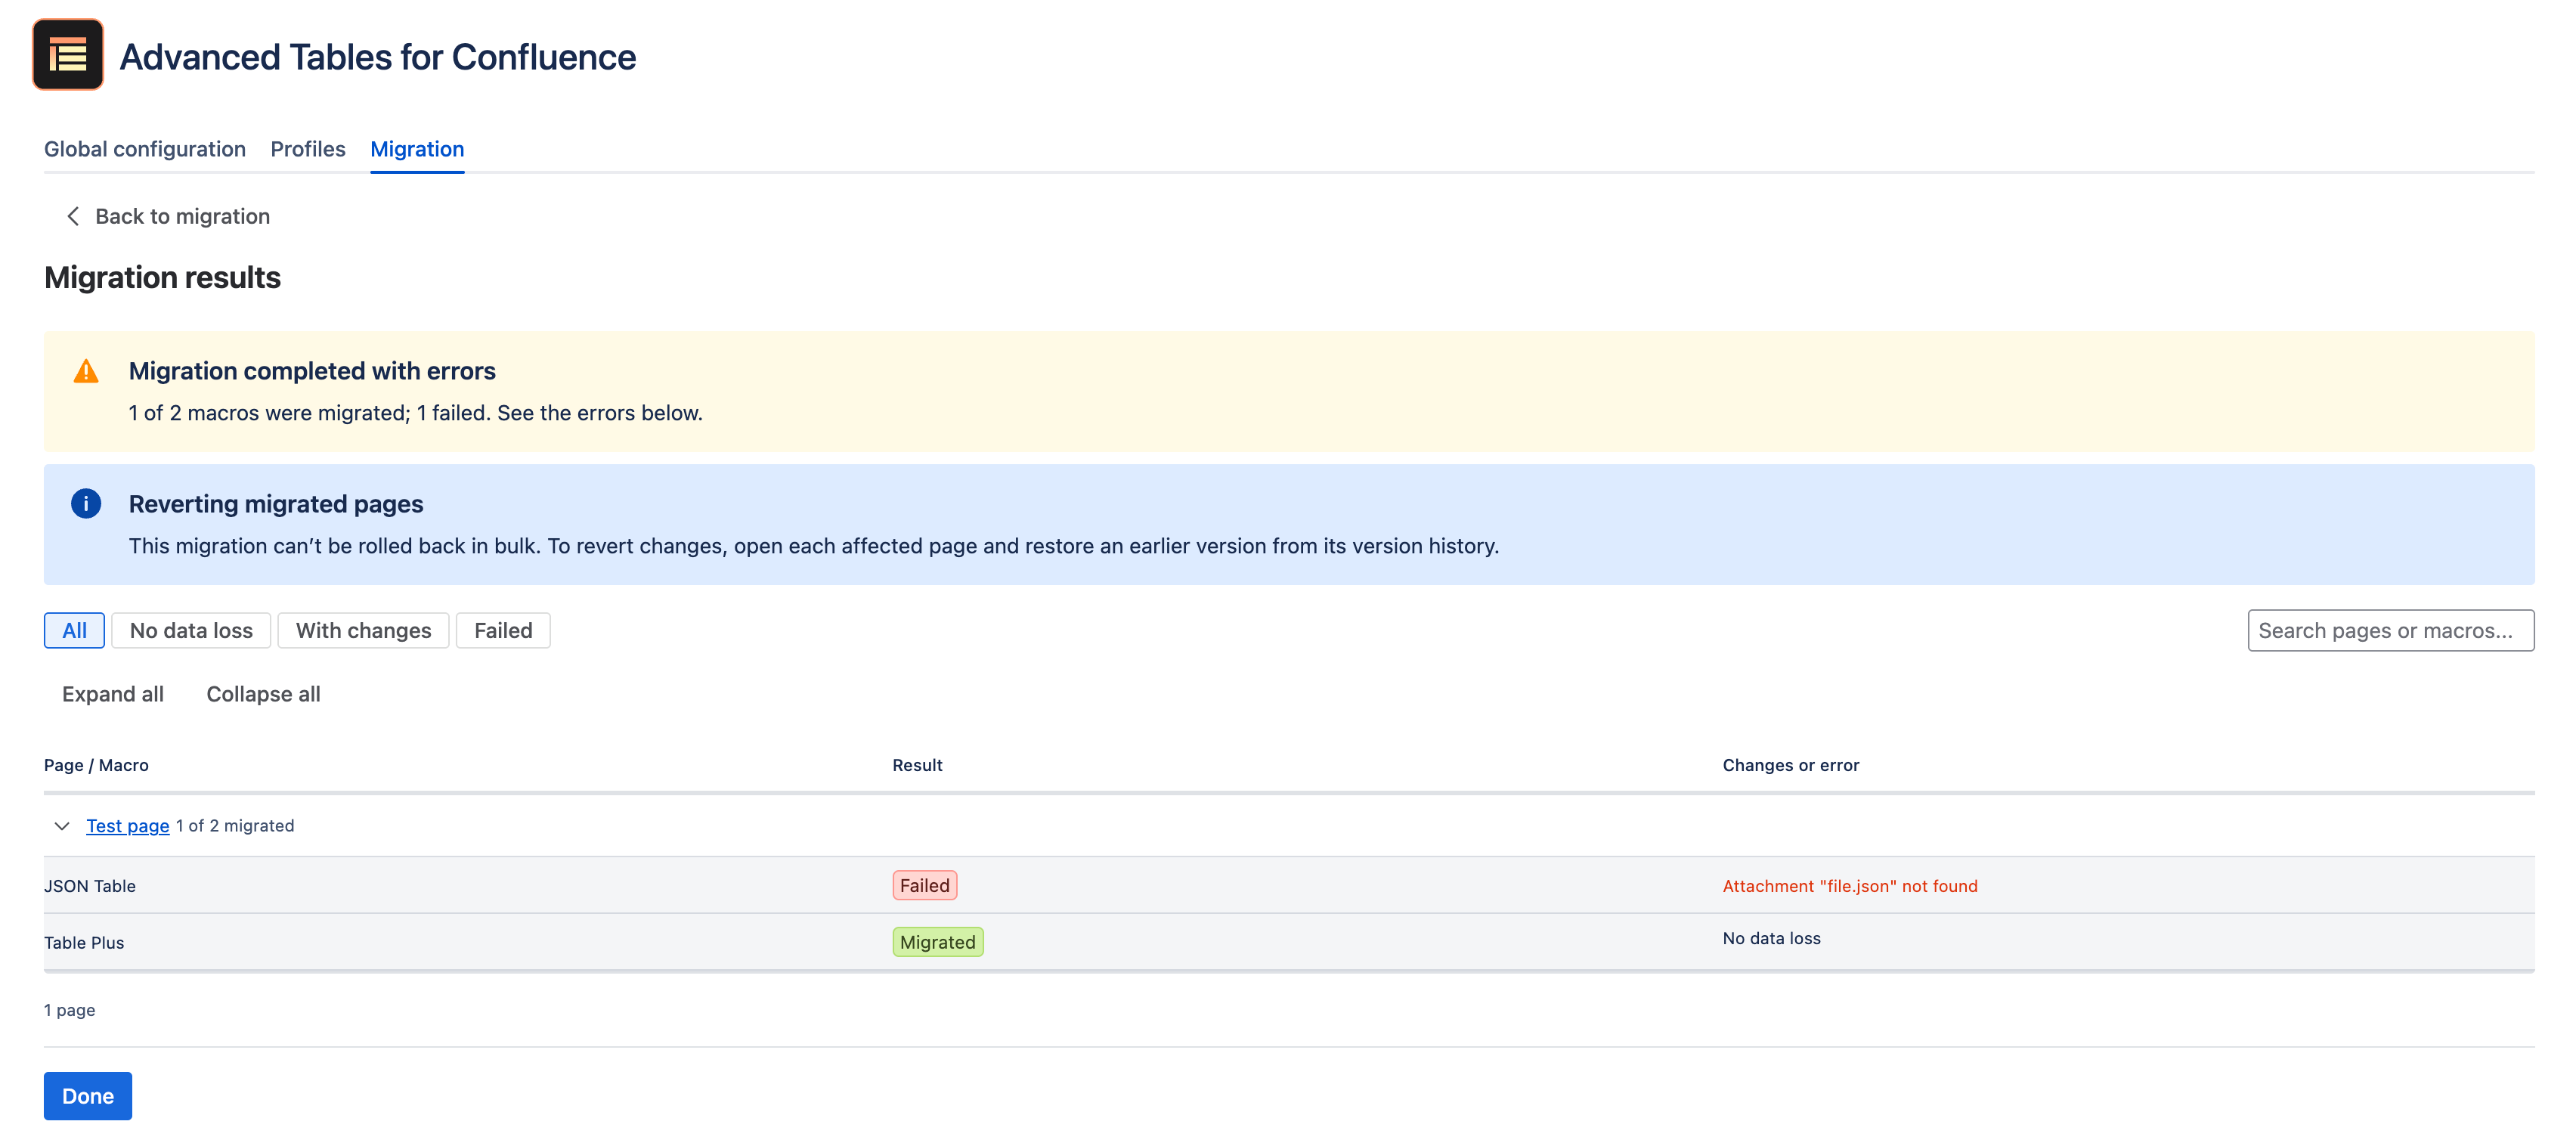 Advanced Tables for Confluence
Global configuration Profiles Migration
Back to migration
Migration results
Migration completed with errors
1 of 2 macros were migrated; 1 failed. See the errors below.
Reverting migrated pages
This migration can’t be rolled back in bulk. To revert changes, open each affected page and restore an earlier version from its version history.
All No data loss With changes Failed Search pages or macros...
Expand all Collapse all
Page / Macro Result Changes or error
Test page 1 of 2 migrated
JSON Table Failed Attachment "file.json" not found
Table Plus Migrated No data loss
1 page
Done